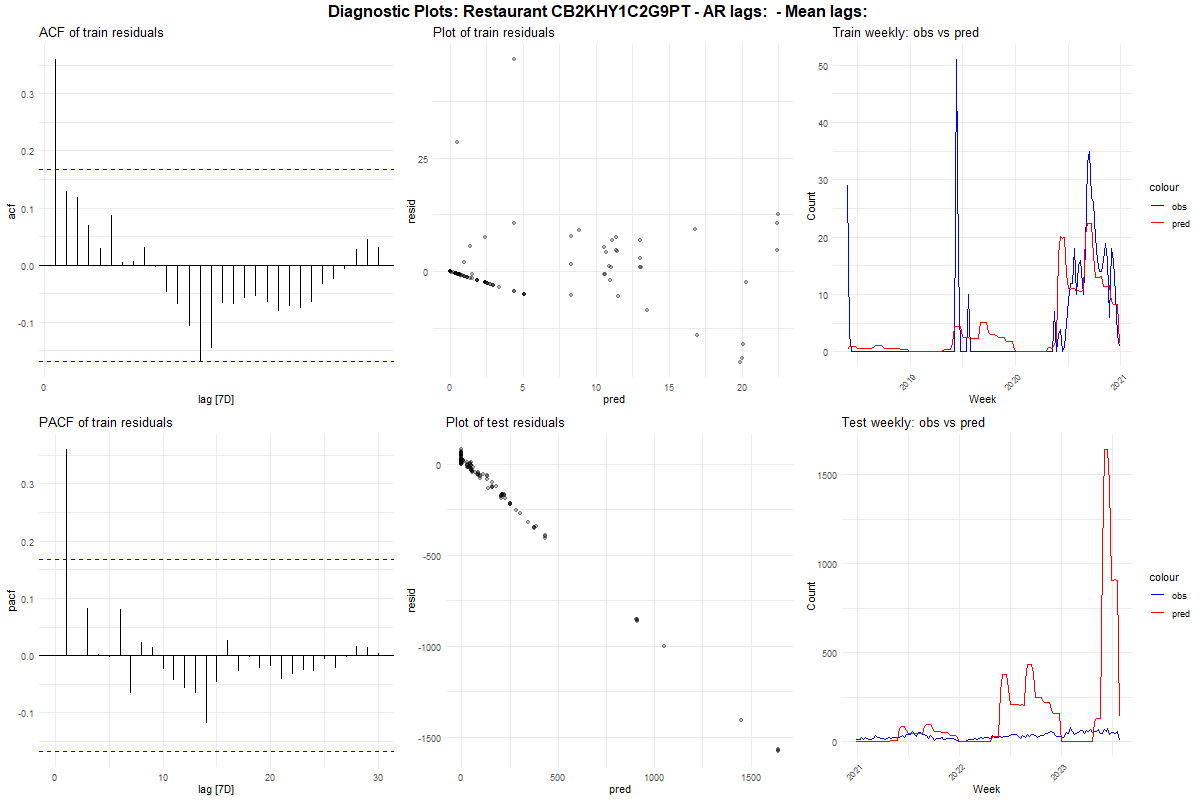 Diagnostic Plots: Restaurant CB2KHY1C2G9PT - AR lags:  - Mean lags:
ACF of train residuals
acf
0.3
0.2
0.1
0.0
-0.1
0
lag [7D]
Plot of train residuals
resid
25
0
0
5
10
15
20
pred
Train weekly: obs vs pred
Count
50
40
30
20
10
0
2019
2020
2021
Week
colour
obs
pred
PACF of train residuals
pacf
0.3
0.2
0.1
0.0
-0.1
0
10
20
30
lag [7D]
Plot of test residuals
resid
0
-500
-1000
-1500
0
500
1000
1500
pred
Test weekly: obs vs pred
Count
1500
1000
500
0
2021
2022
2023
Week
colour
obs
pred